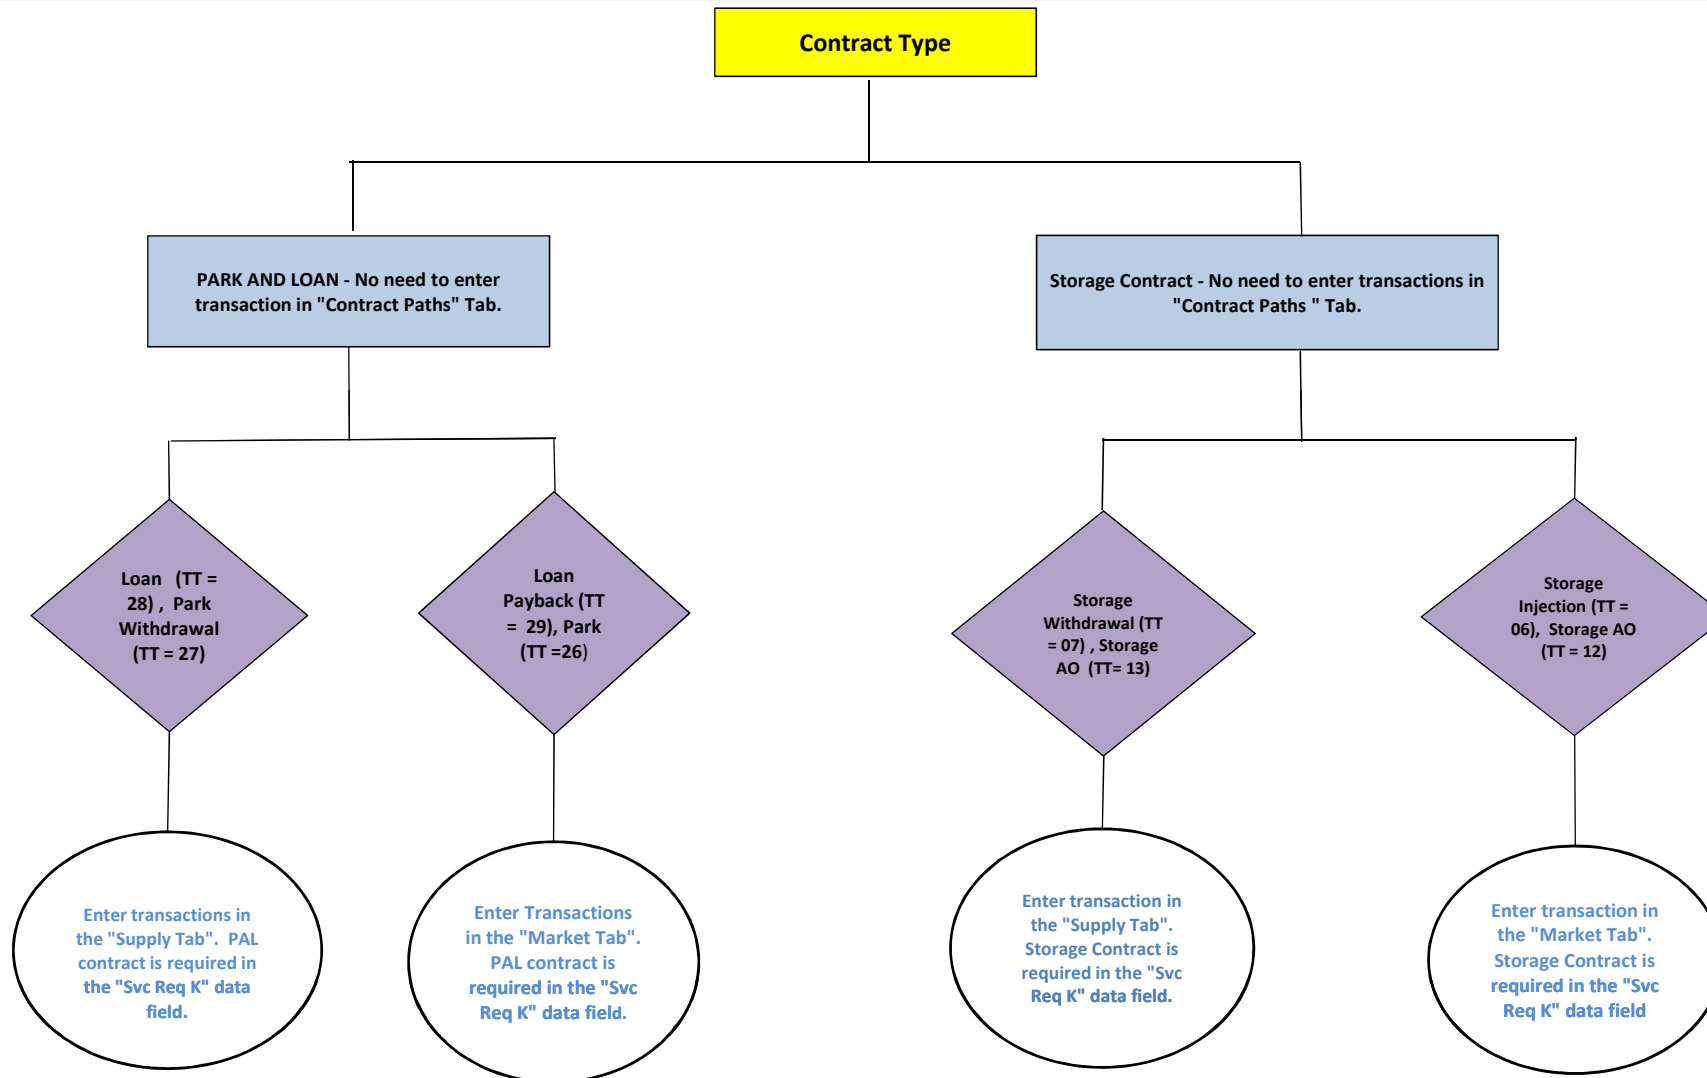 Contract Type
PARK AND LOAN - No need to enter
transaction in "Contract Paths" Tab.
Storage Contract - No need to enter transactions in
"Contract Paths " Tab.
Loan (TT =
28) , Park
Withdrawal
(TT = 27)
Loan
Payback (TT
= 29), Park
(TT =26)
Storage
Withdrawal (TT
= 07) , Storage
AO (TT= 13)
Storage
Injection (TT =
06), Storage AO
(TT = 12)
Enter transactions in
the "Supply Tab". PAL
contract is required in
the "Svc Req K" data
field.
Enter Transactions
in the "Market Tab".
PAL contract is
required in the "Svc
Req K" data field.
Enter transaction in
the "Supply Tab".
Storage Contract is
required in the "Svc
Req K" data field.
Enter transaction in
the "Market Tab".
Storage Contract is
required in the "Svc
Req K" data field